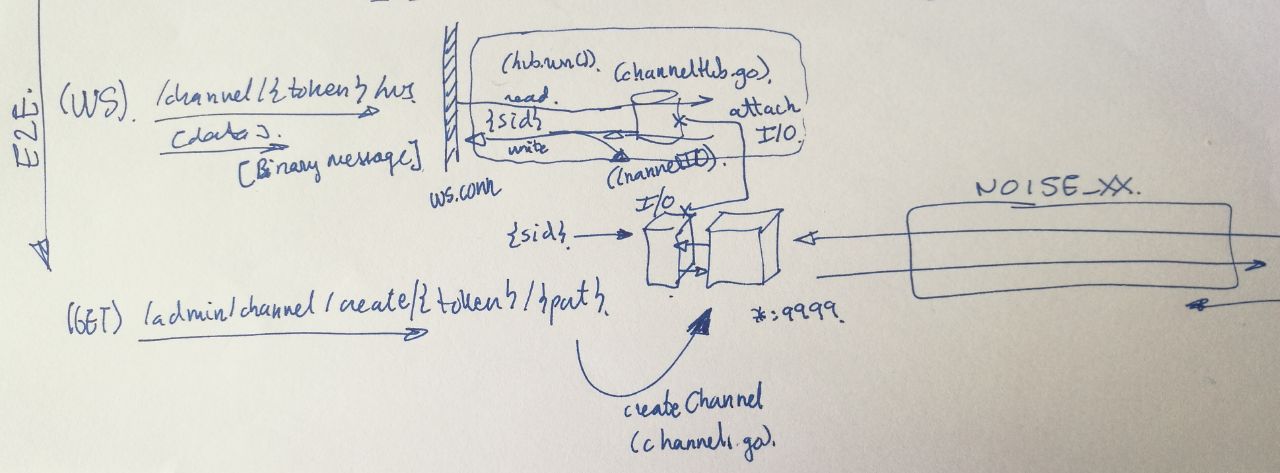 E2E.
(WS). /channel/{token}/ws
[data].
[Binary message]
ws.conn
(hub.run()). (channelHub.go).
read.
{sid}
write
attach
I/O.
(channelIO).
I/O
{sid}.
NOISE_XX.
*:9999.
(GET) /admin/channel/create/{token}/{port}.
createChannel
(channels.go).